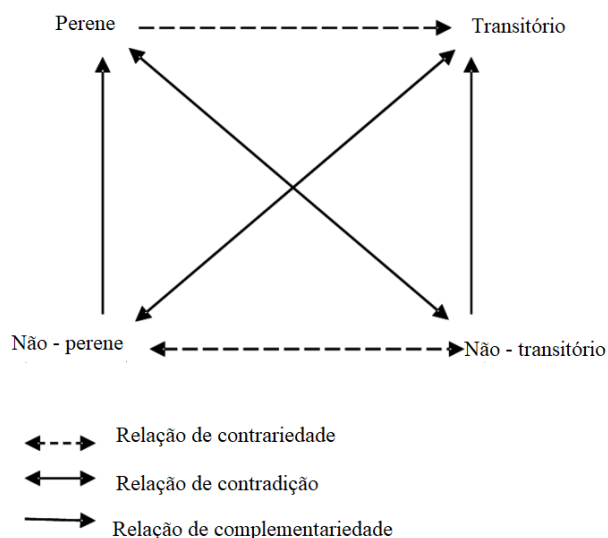 Perene
Transitório
Não - perene
Não - transitório
Relação de contrariedade
Relação de contradição
Relação de complementariedade